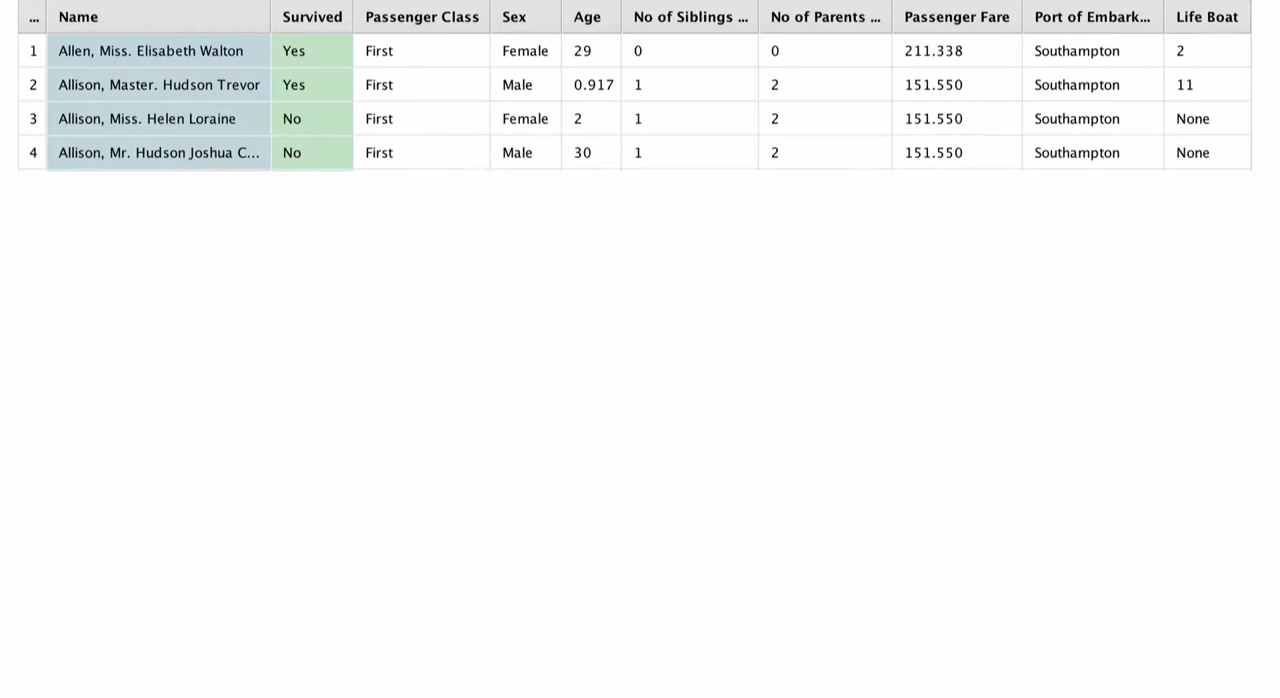 ... Name Survived Passenger Class Sex Age No of Siblings ... No of Parents ... Passenger Fare Port of Embark... Life Boat
1 Allen, Miss. Elisabeth Walton Yes First Female 29 0 0 211.338 Southampton 2
2 Allison, Master. Hudson Trevor Yes First Male 0.917 1 2 151.550 Southampton 11
3 Allison, Miss. Helen Loraine No First Female 2 1 2 151.550 Southampton None
4 Allison, Mr. Hudson Joshua C... No First Male 30 1 2 151.550 Southampton None